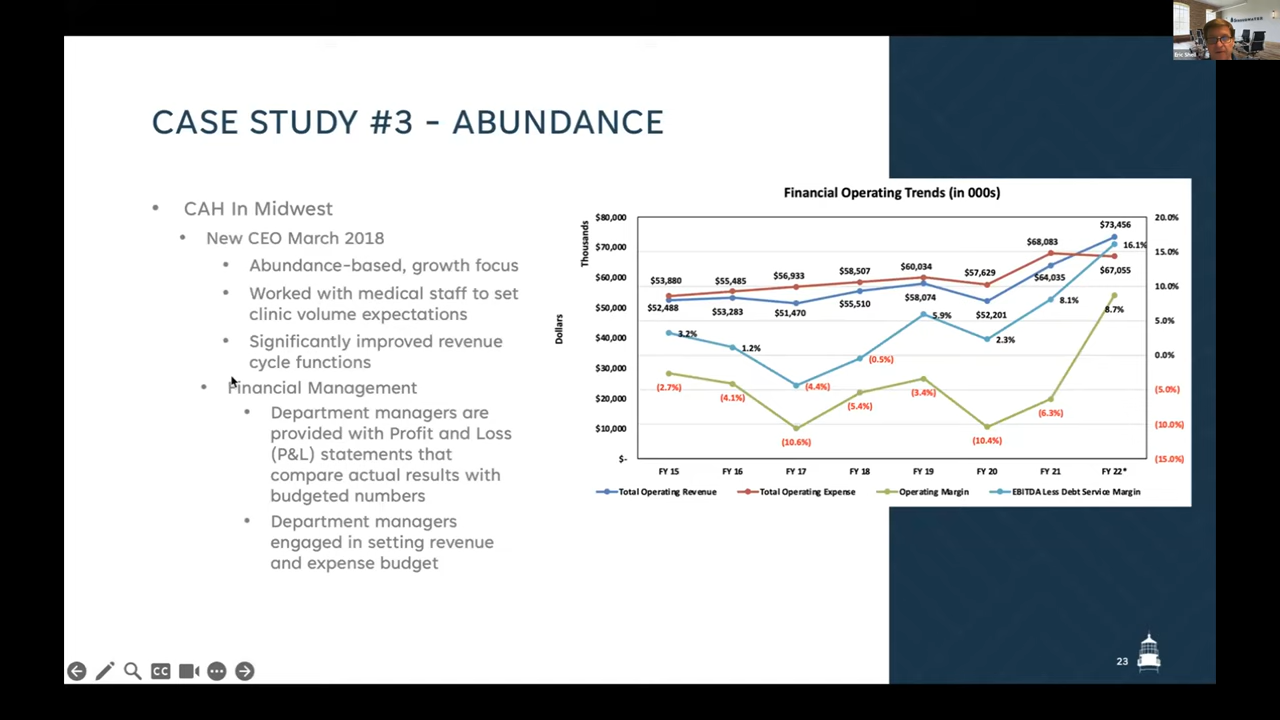 CASE STUDY #3 – ABUNDANCE
• CAH In Midwest
• New CEO March 2018
• Abundance-based, growth focus
• Worked with medical staff to set
clinic volume expectations
• Significantly improved revenue
cycle functions
• Financial Management
• Department managers are
provided with Profit and Loss
(P&L) statements that
compare actual results with
budgeted numbers
• Department managers
engaged in setting revenue
and expense budget
Financial Operating Trends (in 000s)
Thousands
Dollars
$80,000
$70,000
$60,000
$50,000
$40,000
$30,000
$20,000
$10,000
$-
20.0%
15.0%
10.0%
5.0%
0.0%
(5.0%)
(10.0%)
(15.0%)
$53,880 $55,485 $56,933 $58,507 $60,034 $57,629 $68,083 $67,055
$52,488 $53,283 $51,470 $55,510 $58,074 $52,201 $64,035 $73,456
3.2% 1.2% (4.4%) (0.5%) 5.9% 2.3% 8.1% 16.1%
(2.7%) (4.1%) (10.6%) (5.4%) (3.4%) (10.4%) (6.3%) 8.7%
FY 15 FY 16 FY 17 FY 18 FY 19 FY 20 FY 21 FY 22*
Total Operating Revenue Total Operating Expense Operating Margin EBITDA Less Debt Service Margin
CC
23
Eric Shell